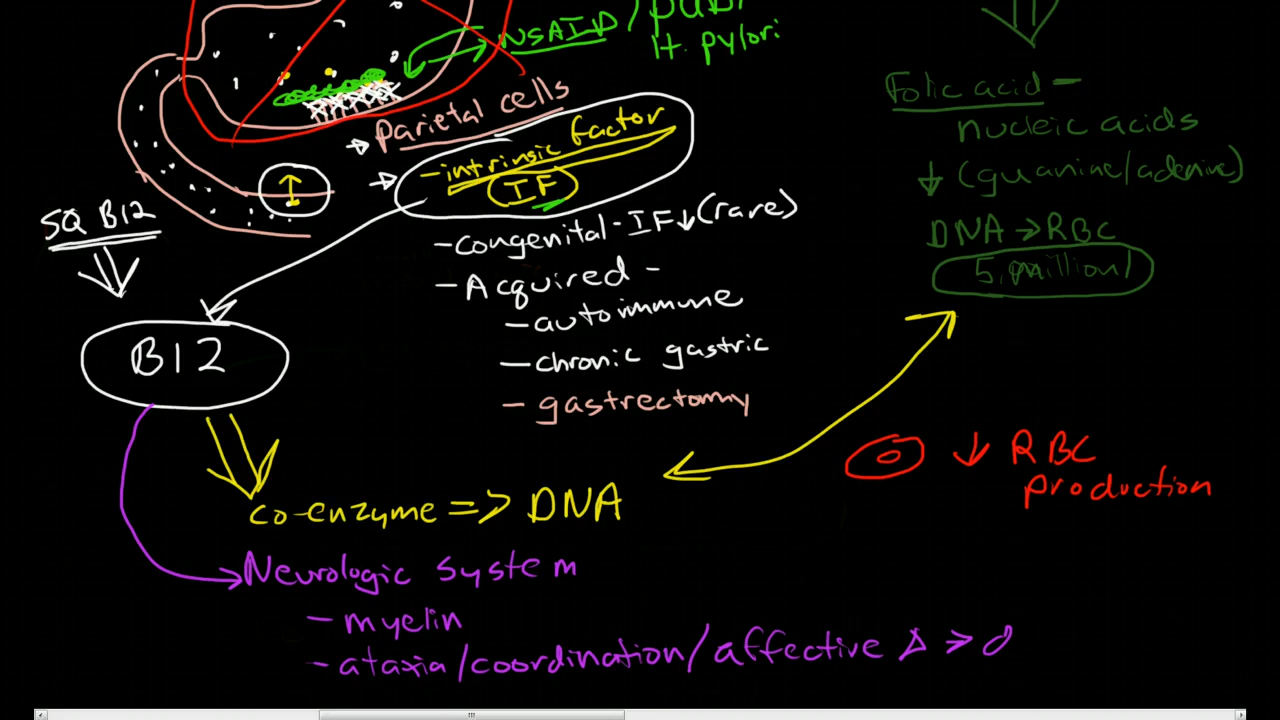 NSAID/PUD/
H. pylori
Parietal cells
-intrinsic factor
IF
SQ B12
-congenital-IF↓(rare)
-Acquired-
-autoimmune
-chronic gastric
-gastrectomy
B12
co-enzyme => DNA
Neurologic system
-myelin
-ataxia/coordination/affective Δ >
Folic acid-
nucleic acids
↓ (guanine/adenine)
DNA → RBC
5 million/
↓ RBC
production